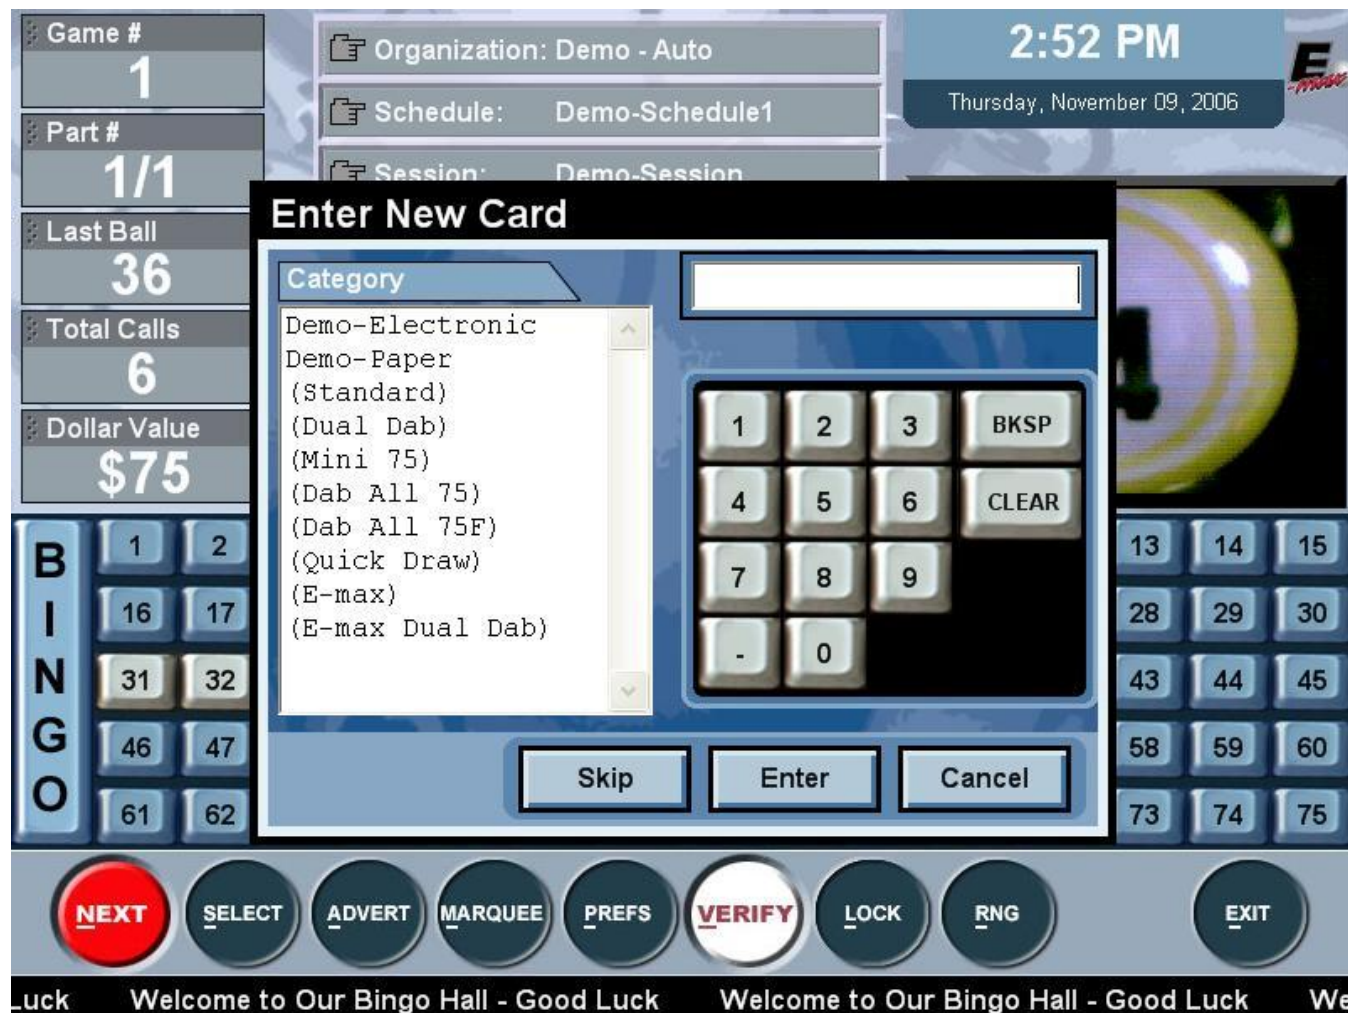 Game #
1
Part #
1/1
Last Ball
36
Total Calls
6
Dollar Value
$75
Organization: Demo - Auto
Schedule: Demo-Schedule1
Session: Demo-Session
2:52 PM
Thursday, November 09, 2006
E
-max
4
Enter New Card
Category
Demo-Electronic
Demo-Paper
(Standard)
(Dual Dab)
(Mini 75)
(Dab All 75)
(Dab All 75F)
(Quick Draw)
(E-max)
(E-max Dual Dab)
1 2 3 BKSP
4 5 6 CLEAR
7 8 9
- 0
Skip Enter Cancel
B 1 2 13 14 15
I 16 17 28 29 30
N 31 32 43 44 45
G 46 47 58 59 60
O 61 62 73 74 75
NEXT SELECT ADVERT MARQUEE PREFS VERIFY LOCK RNG EXIT
Luck Welcome to Our Bingo Hall - Good Luck Welcome to Our Bingo Hall - Good Luck We